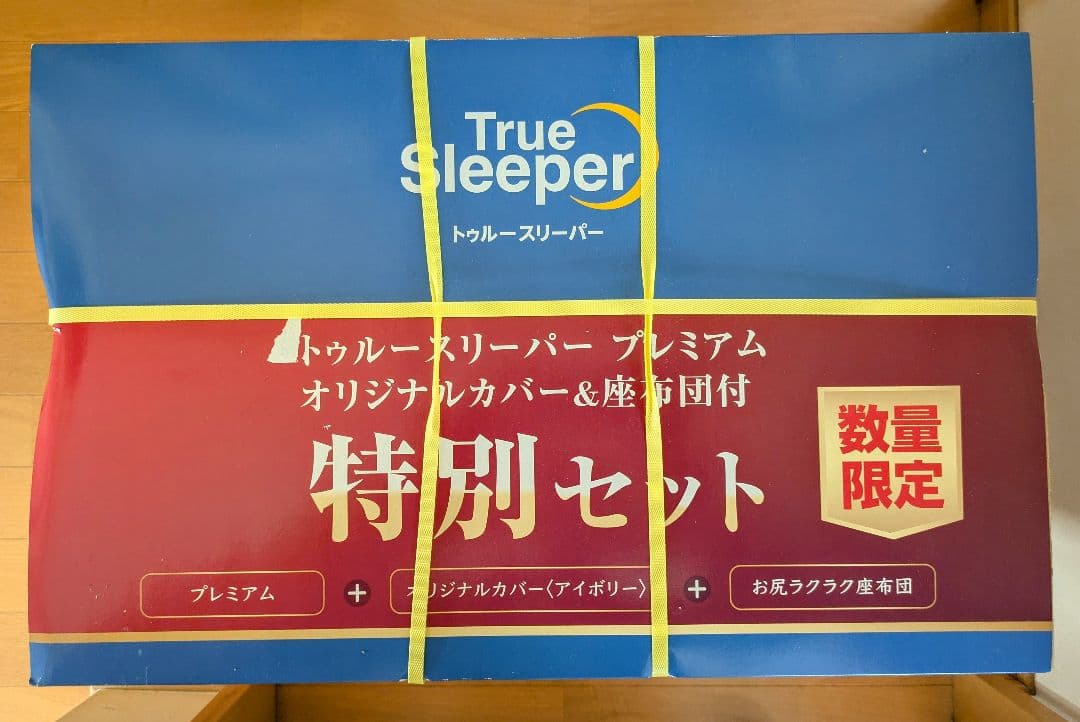 True
Sleeper
トゥルースリーパー
トゥルースリーパー プレミアム
オリジナルカバー&座布団付
特別セット
数量
限定
プレミアム + オリジナルカバー〈アイボリー〉 + お尻ラクラク座布団